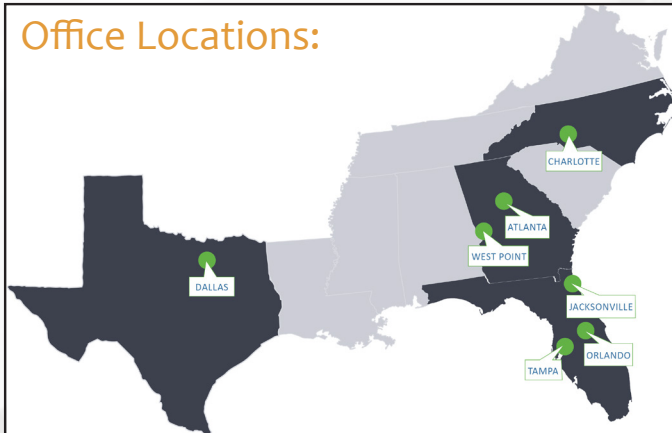 Office Locations:
CHARLOTTE
ATLANTA
WEST POINT
DALLAS
JACKSONVILLE
ORLANDO
TAMPA